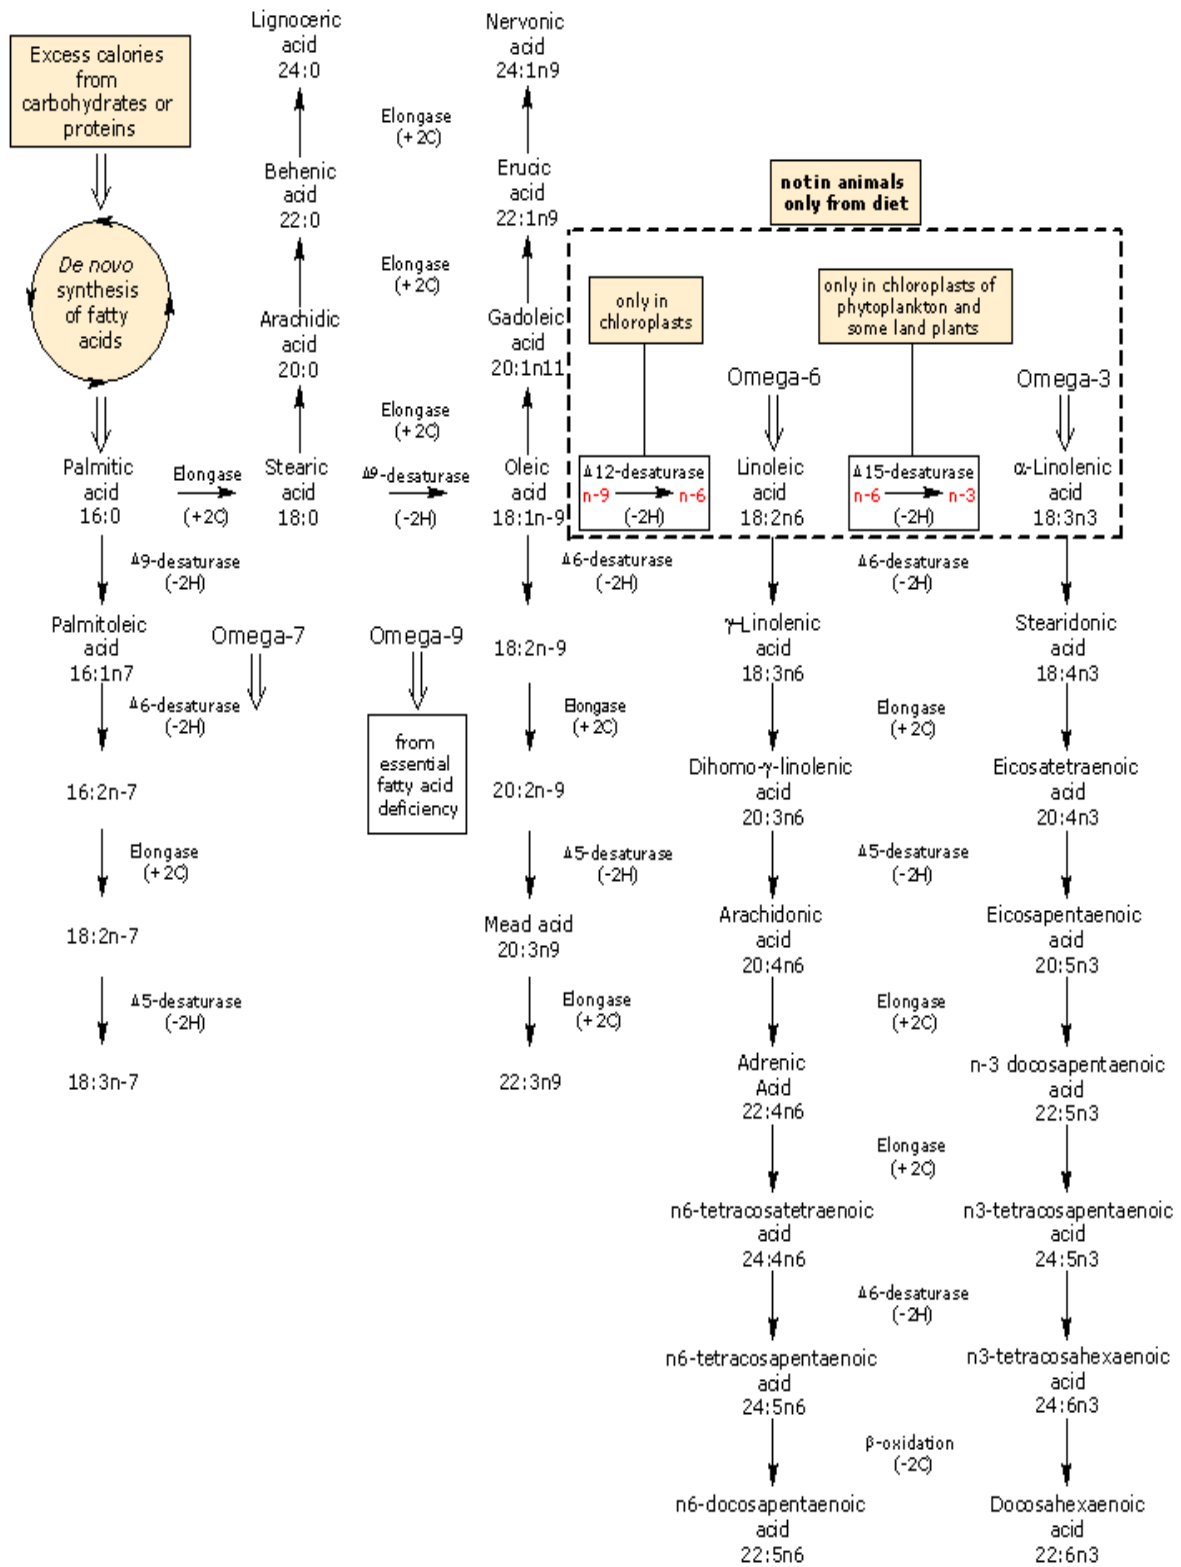 Excess calories
from
carbohydrates or
proteins
De novo
synthesis
of fatty
acids
Palmitic
acid
16:0
Elongase
(+2C)
Stearic
acid
18:0
Δ9-desaturase
(-2H)
Oleic
acid
18:1n-9
Lignoceric
acid
24:0
Behenic
acid
22:0
Arachidic
acid
20:0
Elongase
(+2C)
Elongase
(+2C)
Elongase
(+2C)
Nervonic
acid
24:1n9
Erucic
acid
22:1n9
Gadoleic
acid
20:1n11
not in animals
only from diet
only in
chloroplasts
only in chloroplasts of
phytoplankton and
some land plants
Omega-6
Omega-3
Δ12-desaturase
n-9 n-6
(-2H)
Linoleic
acid
18:2n6
Δ15-desaturase
n-6 n-3
(-2H)
α-Linolenic
acid
18:3n3
Δ9-desaturase
(-2H)
Palmitoleic
acid
16:1n7
Omega-7
Δ6-desaturase
(-2H)
16:2n-7
Elongase
(+2C)
18:2n-7
Δ5-desaturase
(-2H)
18:3n-7
Omega-9
from
essential
fatty acid
deficiency
Δ6-desaturase
(-2H)
18:2n-9
Elongase
(+2C)
20:2n-9
Δ5-desaturase
(-2H)
Mead acid
20:3n9
Elongase
(+2C)
22:3n9
γ-Linolenic
acid
18:3n6
Dihomo-γ-linolenic
acid
20:3n6
Arachidonic
acid
20:4n6
Adrenic
Acid
22:4n6
n6-tetracosatetraenoic
acid
24:4n6
n6-tetracosapentaenoic
acid
24:5n6
n6-docosapentaenoic
acid
22:5n6
Δ6-desaturase
(-2H)
Elongase
(+2C)
Δ5-desaturase
(-2H)
Elongase
(+2C)
Elongase
(+2C)
Δ6-desaturase
(-2H)
β-oxidation
(-2C)
Stearidonic
acid
18:4n3
Eicosatetraenoic
acid
20:4n3
Eicosapentaenoic
acid
20:5n3
n-3 docosapentaenoic
acid
22:5n3
n3-tetracosapentaenoic
acid
24:5n3
n3-tetracosahexaenoic
acid
24:6n3
Docosahexaenoic
acid
22:6n3